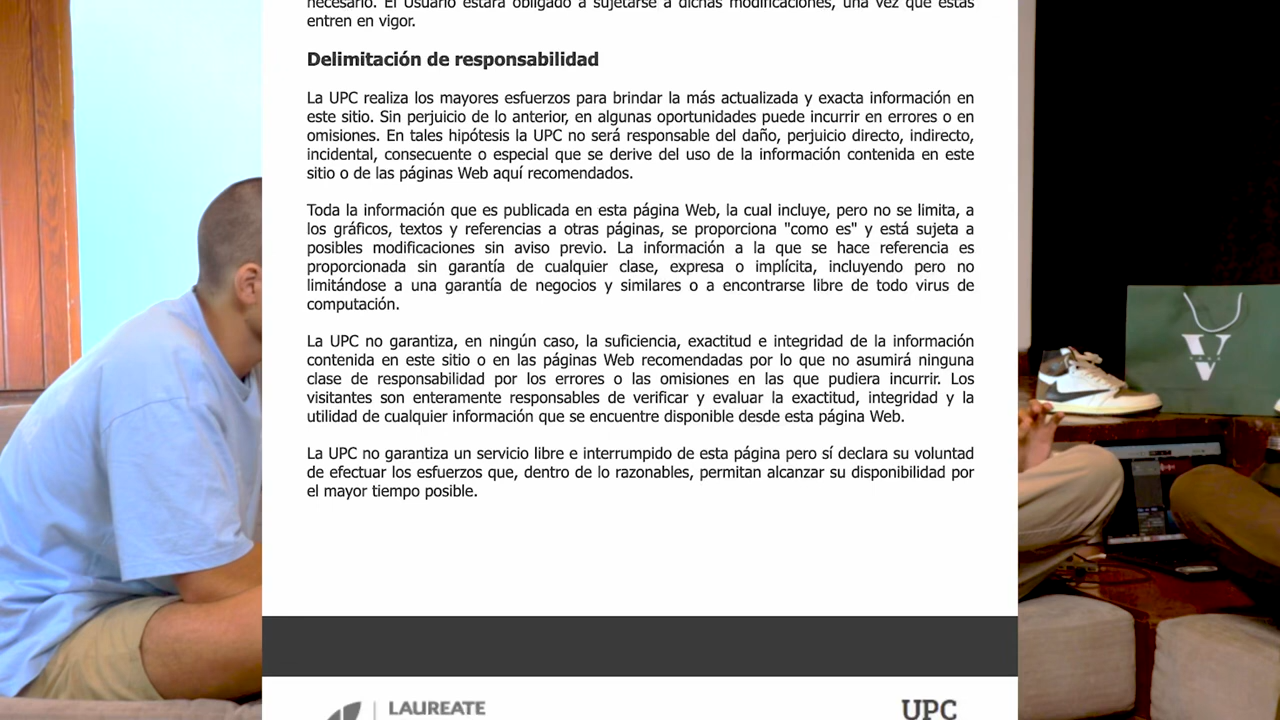 necesario. El Usuario estará obligado a sujetarse a dichas modificaciones, una vez que éstas
entren en vigor.
Delimitación de responsabilidad
La UPC realiza los mayores esfuerzos para brindar la más actualizada y exacta información en
este sitio. Sin perjuicio de lo anterior, en algunas oportunidades puede incurrir en errores o en
omisiones. En tales hipótesis la UPC no será responsable del daño, perjuicio directo, indirecto,
incidental, consecuente o especial que se derive del uso de la información contenida en este
sitio o de las páginas Web aquí recomendados.
Toda la información que es publicada en esta página Web, la cual incluye, pero no se limita, a
los gráficos, textos y referencias a otras páginas, se proporciona "como es" y está sujeta a
posibles modificaciones sin aviso previo. La información a la que se hace referencia es
proporcionada sin garantía de cualquier clase, expresa o implícita, incluyendo pero no
limitándose a una garantía de negocios y similares o a encontrarse libre de todo virus de
computación.
La UPC no garantiza, en ningún caso, la suficiencia, exactitud e integridad de la información
contenida en este sitio o en las páginas Web recomendadas por lo que no asumirá ninguna
clase de responsabilidad por los errores o las omisiones en las que pudiera incurrir. Los
visitantes son enteramente responsables de verificar y evaluar la exactitud, integridad y la
utilidad de cualquier información que se encuentre disponible desde esta página Web.
La UPC no garantiza un servicio libre e interrumpido de esta página pero sí declara su voluntad
de efectuar los esfuerzos que, dentro de lo razonables, permitan alcanzar su disponibilidad por
el mayor tiempo posible.
LAUREATE
UPC
V
V